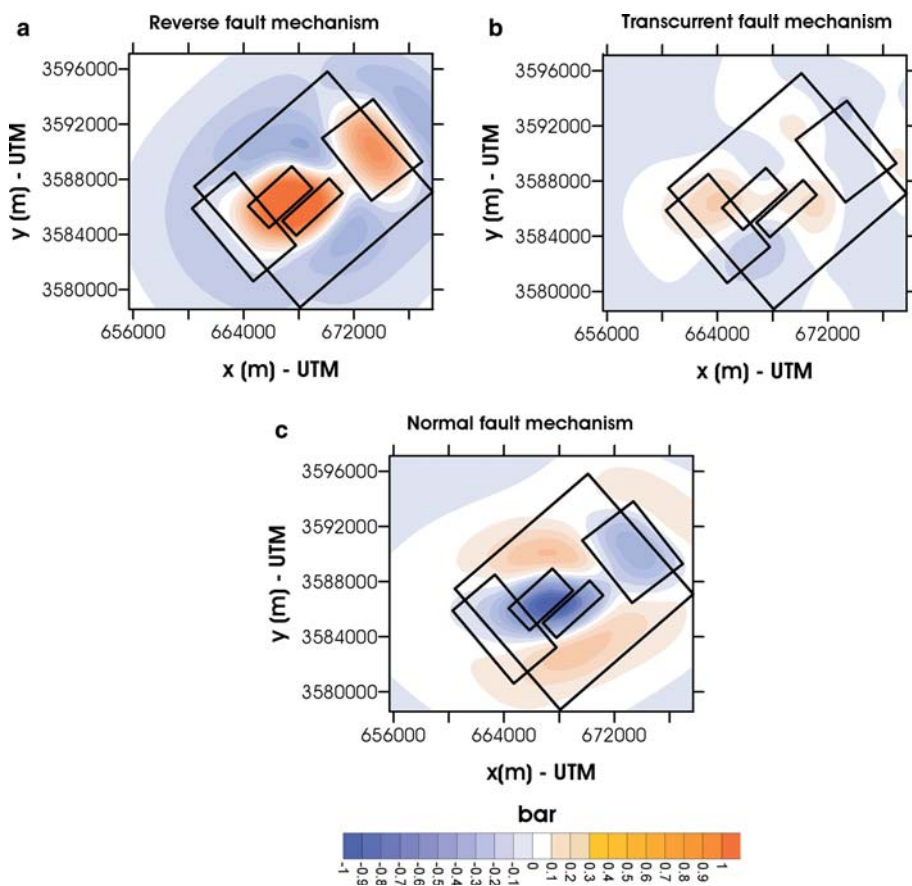 a Reverse fault mechanism
3596000
3592000
3588000
3584000
3580000
y (m) - UTM
656000 664000 672000
x (m) - UTM
b Transcurrent fault mechanism
3596000
3592000
3588000
3584000
3580000
y (m) - UTM
656000 664000 672000
x (m) - UTM
c Normal fault mechanism
3596000
3592000
3588000
3584000
3580000
y (m) - UTM
656000 664000 672000
x(m) - UTM
bar
-1 -0.9 -0.8 -0.7 -0.6 -0.5 -0.4 -0.3 -0.2 -0.1 0 0.1 0.2 0.3 0.4 0.5 0.6 0.7 0.8 0.9 1